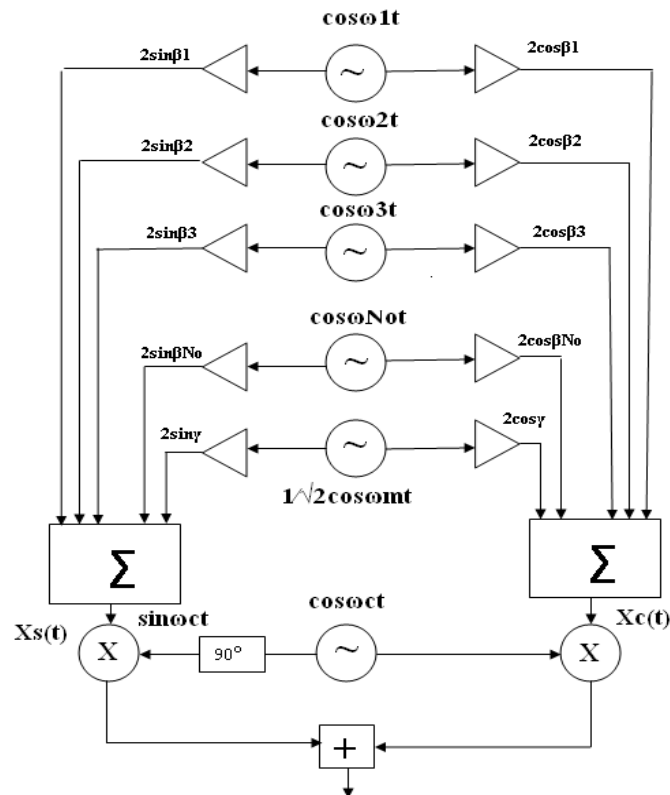 cosω1t
2sinβ1
~
2cosβ1
cosω2t
2sinβ2
~
2cosβ2
cosω3t
2sinβ3
~
2cosβ3
cosωNot
2sinβNo
~
2cosβNo
2sinγ
~
2cosγ
1/√2cosωmt
Σ
Σ
cosωct
Xs(t)
sinωct
Xc(t)
X
90°
~
X
+